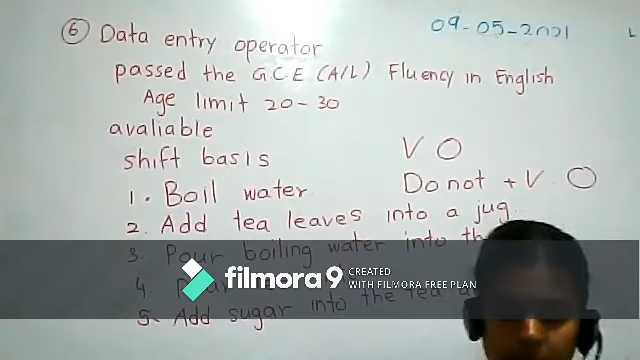 09-05-2021
⑥ Data entry operator
passed the G.C.E (A/L) Fluency in English
Age limit 20-30
avaliable
shift basis
V O
Do not + V. O
1. Boil water
2. Add tea leaves into a jug.
3. Pour boiling water into the
4.
5. Add sugar into the tea
filmora9
CREATED
WITH FILMORA FREE PLAN